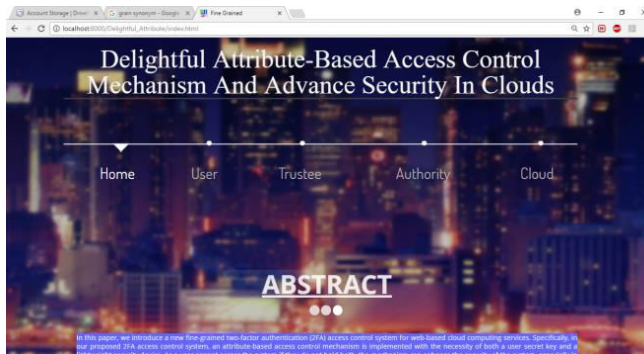 Account Storage | Drivel
grain synonym - Google
Fine Grained
localhost:8000/Delightful_Attribute/index.html
Delightful Attribute-Based Access Control
Mechanism And Advance Security In Clouds
Home User Trustee Authority Cloud
ABSTRACT
In this paper, we introduce a new fine-grained two-factor authentication (2FA) access control system for web-based cloud computing services. Specifically, in
our proposed 2FA access control system, an attribute-based access control mechanism is implemented with the necessity of both a user secret key and a